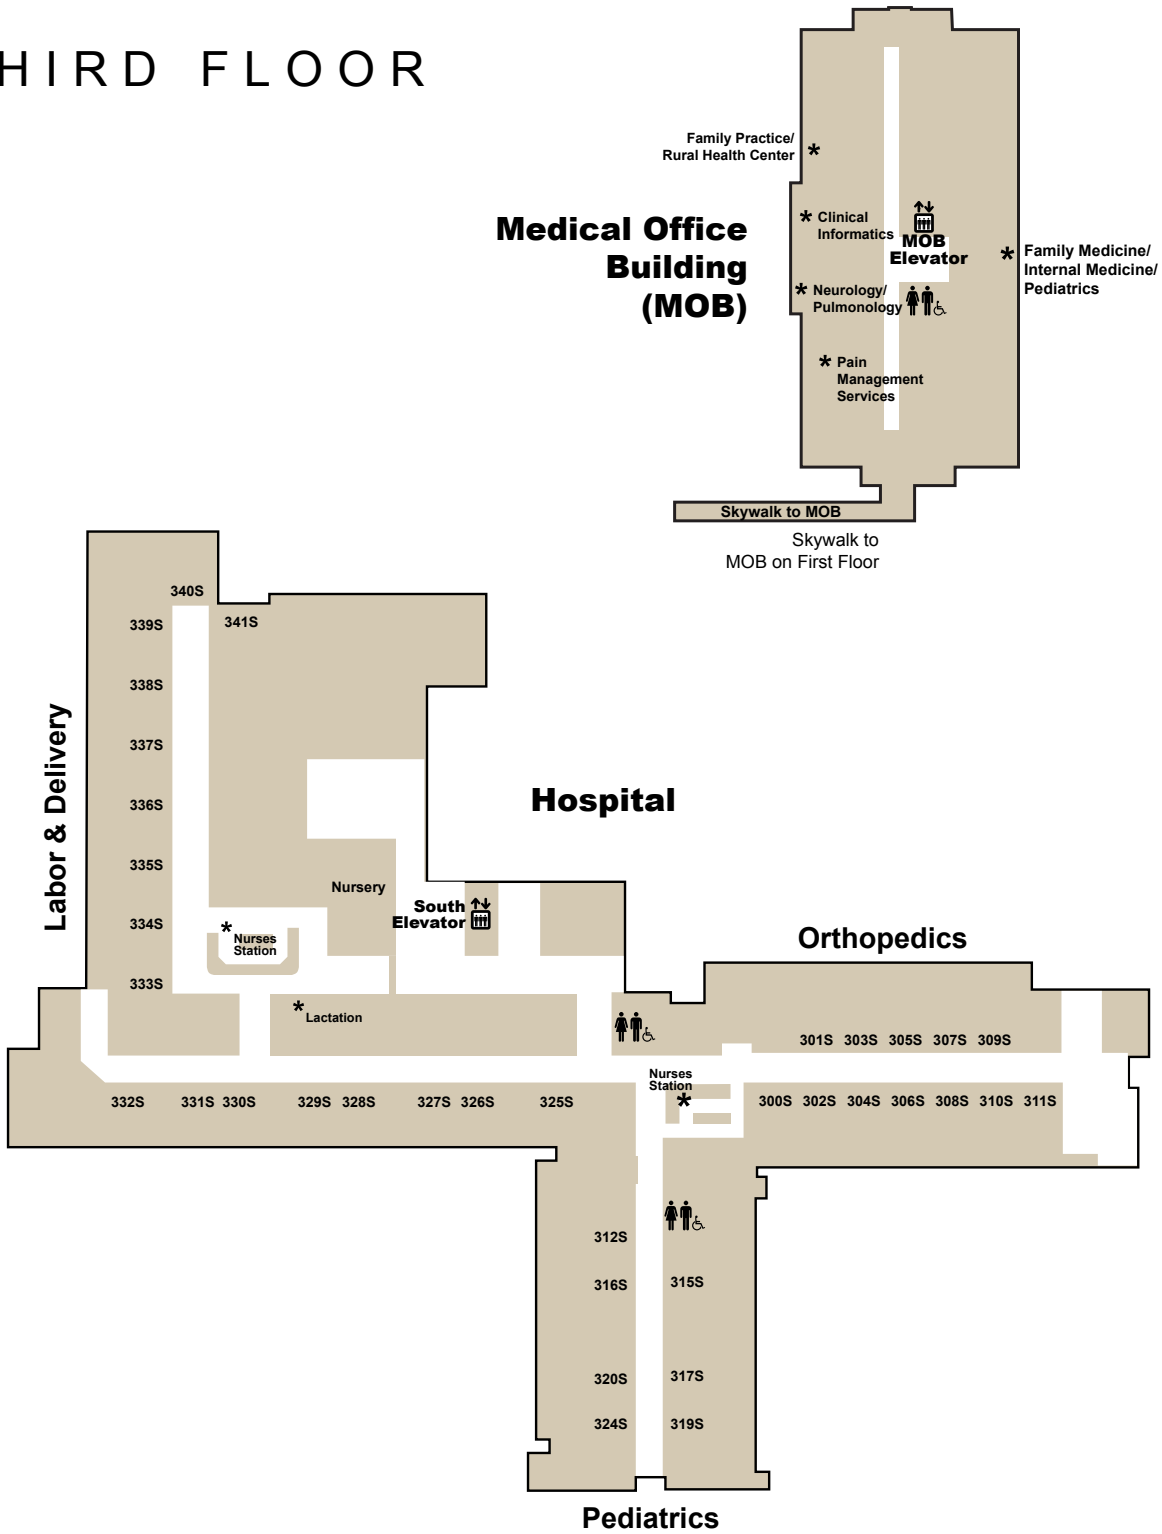 HIRD FLOOR
Family Practice/
Rural Health Center
Medical Office
Building
(MOB)
Clinical
Informatics
MOB
Elevator
Family Medicine/
Internal Medicine/
Pediatrics
Neurology/
Pulmonology
Pain
Management
Services
Skywalk to MOB
Skywalk to
MOB on First Floor
340S
339S
341S
338S
337S
336S
335S
334S
333S
Labor & Delivery
Hospital
Nursery
South
Elevator
Nurses
Station
Lactation
Orthopedics
301S 303S 305S 307S 309S
Nurses
Station
332S 331S 330S 329S 328S 327S 326S 325S
300S 302S 304S 306S 308S 310S 311S
312S
316S 315S
320S 317S
324S 319S
Pediatrics